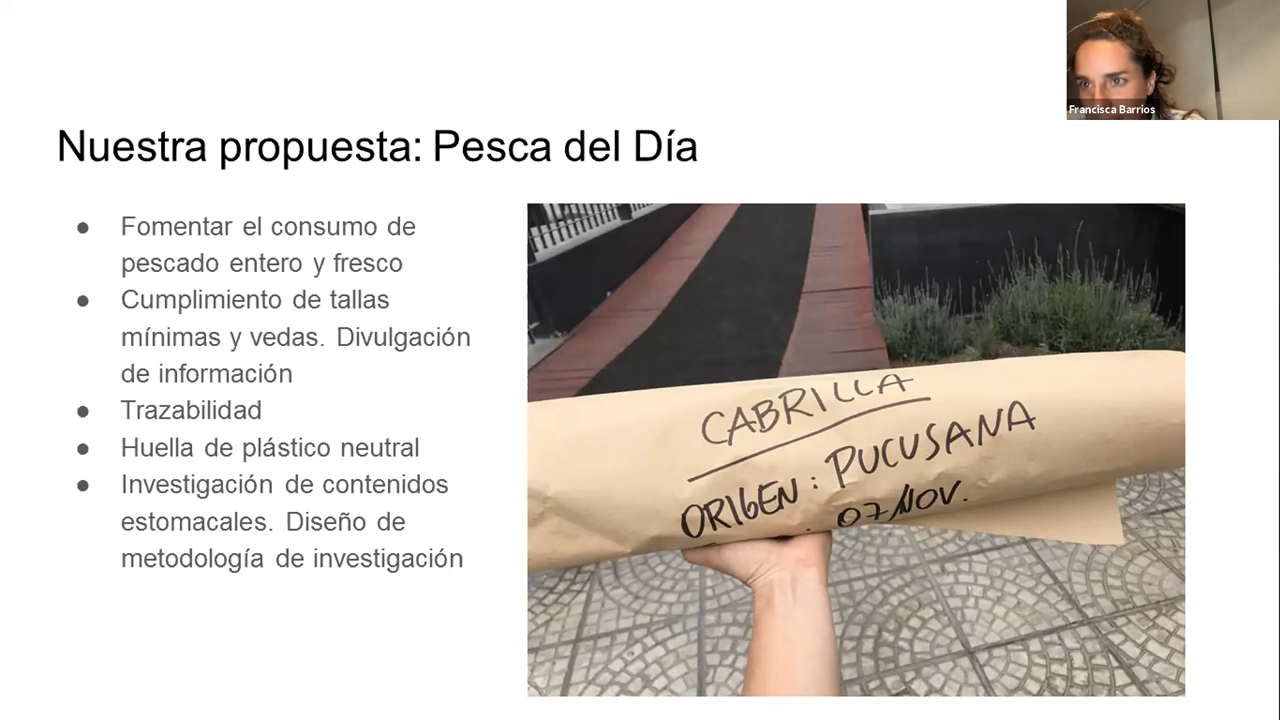 Francisca Barrios
Nuestra propuesta: Pesca del Día
● Fomentar el consumo de
pescado entero y fresco
● Cumplimiento de tallas
mínimas y vedas. Divulgación
de información
● Trazabilidad
● Huella de plástico neutral
● Investigación de contenidos
estomacales. Diseño de
metodología de investigación
CABRILLA
ORIGEN: PUCUSANA
07/NOV.